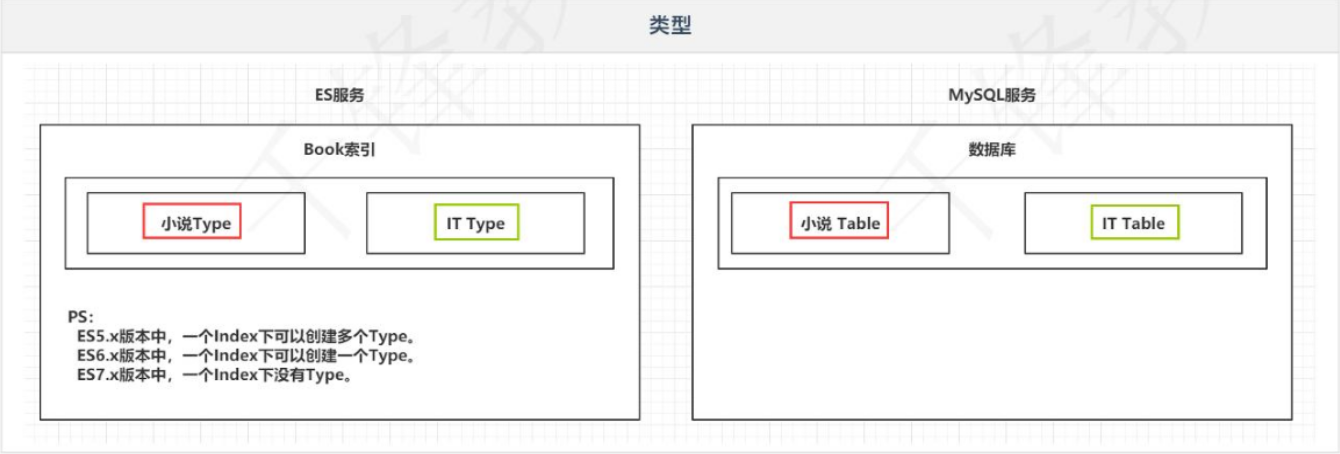 类型
ES服务
Book索引
小说Type
IT Type
PS:
ES5.x版本中，一个Index下可以创建多个Type。
ES6.x版本中，一个Index下可以创建一个Type。
ES7.x版本中，一个Index下没有Type。
MySQL服务
数据库
小说 Table
IT Table